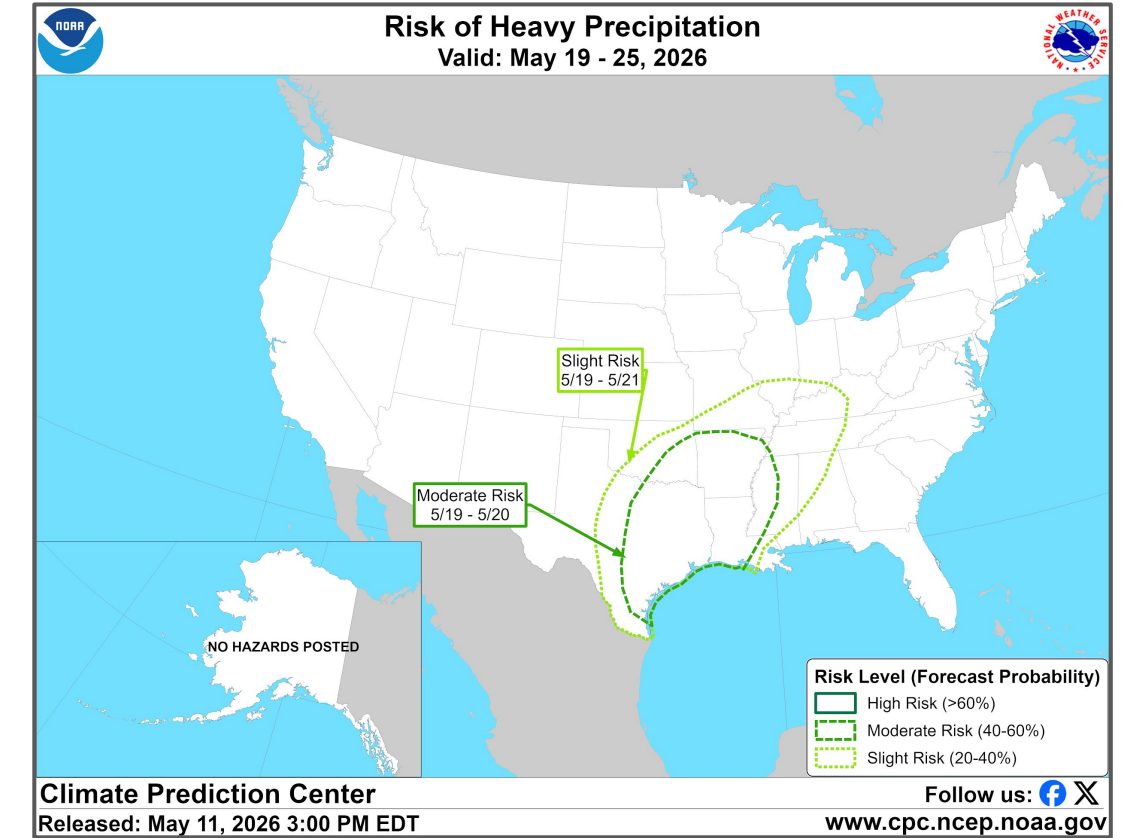 NOAA
Risk of Heavy Precipitation
Valid: May 19 - 25, 2026
NATIONAL WEATHER SERVICE
Slight Risk
5/19 - 5/21
Moderate Risk
5/19 - 5/20
NO HAZARDS POSTED
Risk Level (Forecast Probability)
High Risk (>60%)
Moderate Risk (40-60%)
Slight Risk (20-40%)
Climate Prediction Center
Follow us:
Released: May 11, 2026 3:00 PM EDT
www.cpc.ncep.noaa.gov